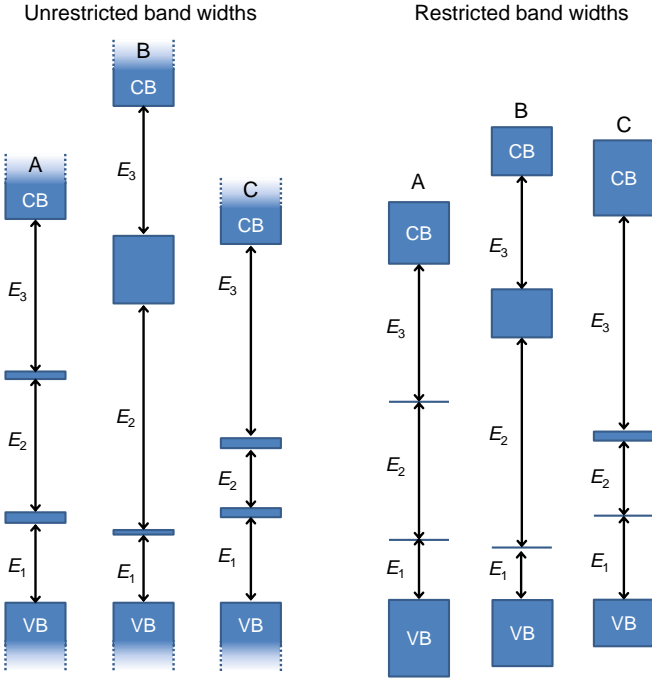 Unrestricted band widths
Restricted band widths
B
CB
A
CB
E3
C
CB
E3
E3
E2
E2
E2
E1
E1
E1
VB
VB
VB
B
CB
C
CB
A
CB
E3
E3
E3
E2
E2
E2
E1
E1
E1
VB
VB
VB